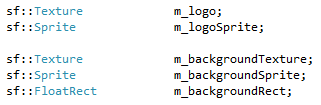 sf::Texture m_logo;
sf::Sprite m_logoSprite;
sf::Texture m_backgroundTexture;
sf::Sprite m_backgroundSprite;
sf::FloatRect m_backgroundRect;